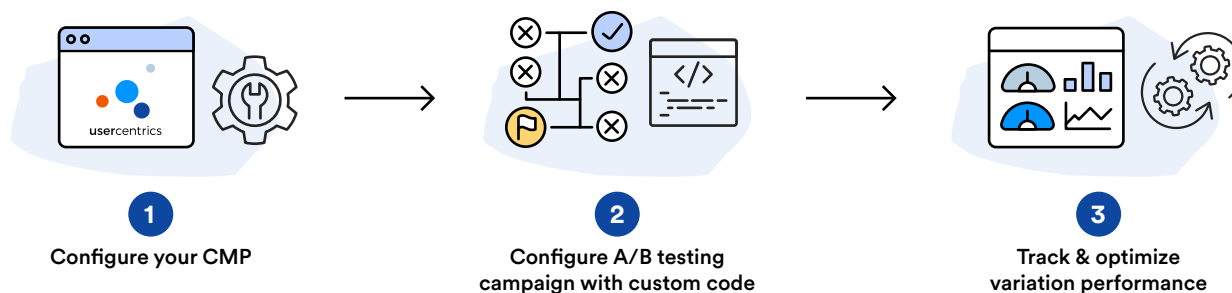 usercentrics
</>
1
2
3
Configure your CMP
Configure A/B testing
campaign with custom code
Track & optimize
variation performance